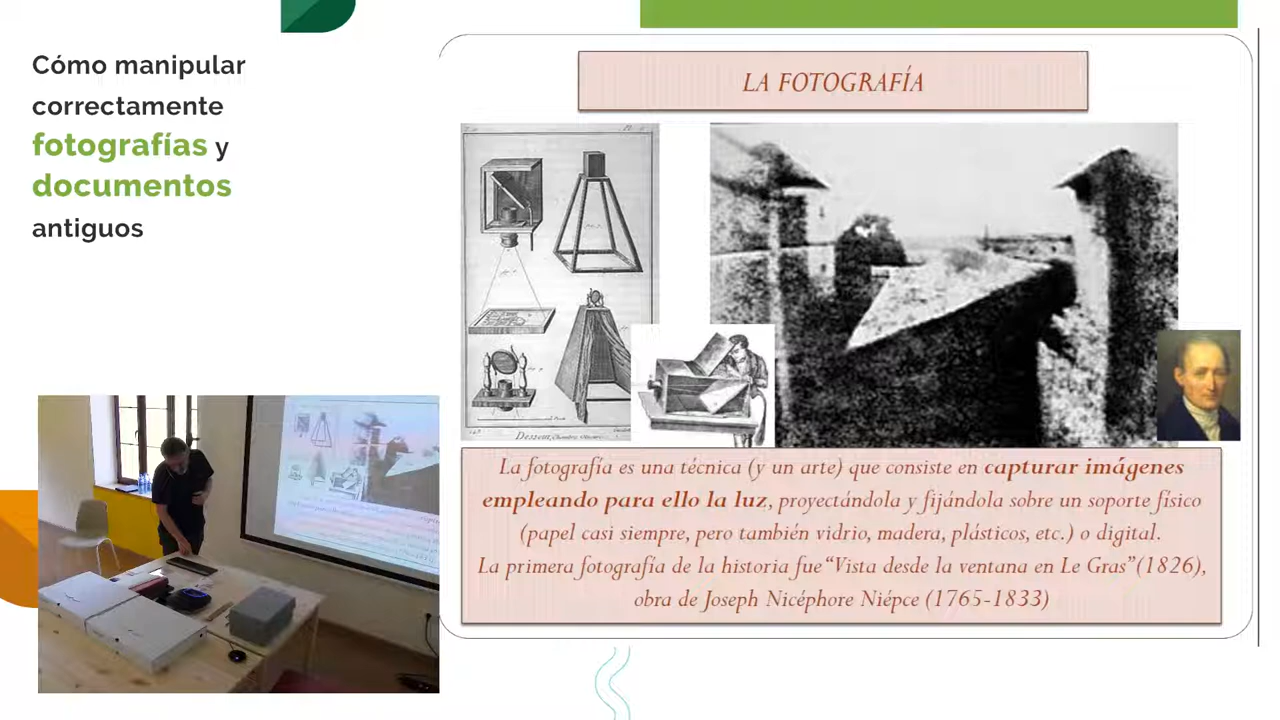 Cómo manipular
correctamente
fotografías y
documentos
antiguos
LA FOTOGRAFÍA
La fotografía es una técnica (y un arte) que consiste en capturar imágenes
empleando para ello la luz, proyectándola y fijándola sobre un soporte físico
(papel casi siempre, pero también vidrio, madera, plásticos, etc.) o digital.
La primera fotografía de la historia fue “Vista desde la ventana en Le Gras”(1826),
obra de Joseph Nicéphore Niépce (1765-1833)